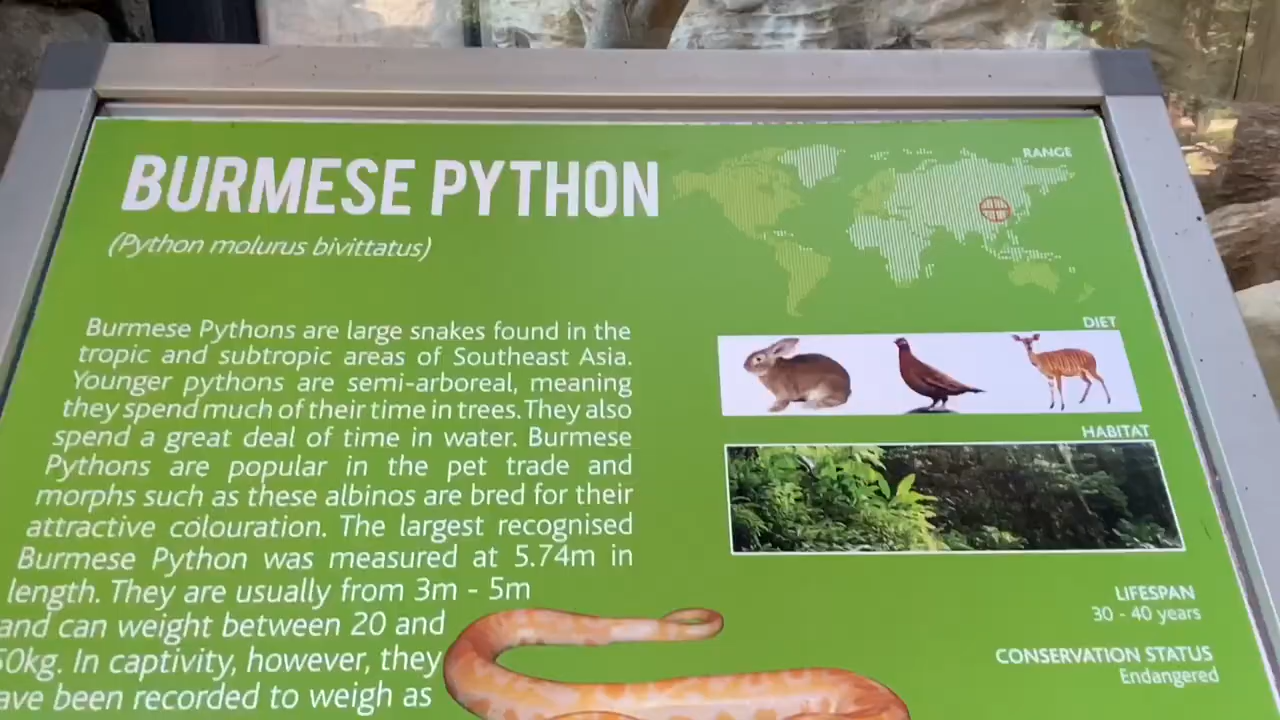 BURMESE PYTHON
(Python molurus bivittatus)
Burmese Pythons are large snakes found in the
tropic and subtropic areas of Southeast Asia.
Younger pythons are semi-arboreal, meaning
they spend much of their time in trees. They also
spend a great deal of time in water. Burmese
Pythons are popular in the pet trade and
morphs such as these albinos are bred for their
attractive colouration. The largest recognised
Burmese Python was measured at 5.74m in
length. They are usually from 3m - 5m
and can weight between 20 and
In captivity, however, they
been recorded to weigh as
RANGE
DIET
HABITAT
LIFESPAN
30 - 40 years
CONSERVATION STATUS
Endangered